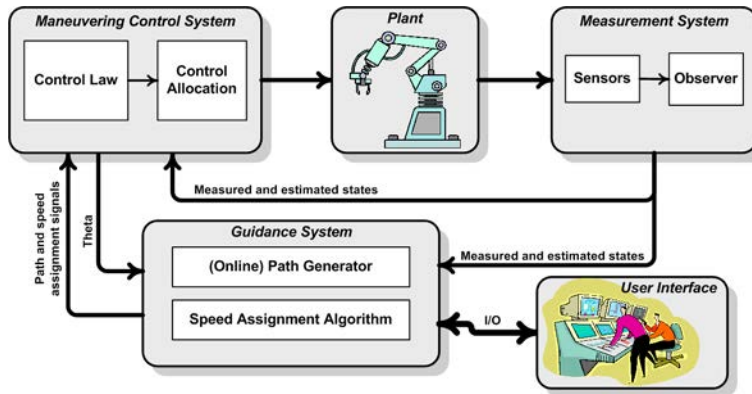 Maneuvering Control System
Control Law
Control
Allocation
Plant
Measurement System
Sensors
Observer
Measured and estimated states
Path and speed
assignment signals
Theta
Guidance System
(Online) Path Generator
Speed Assignment Algorithm
Measured and estimated states
I/O
User Interface